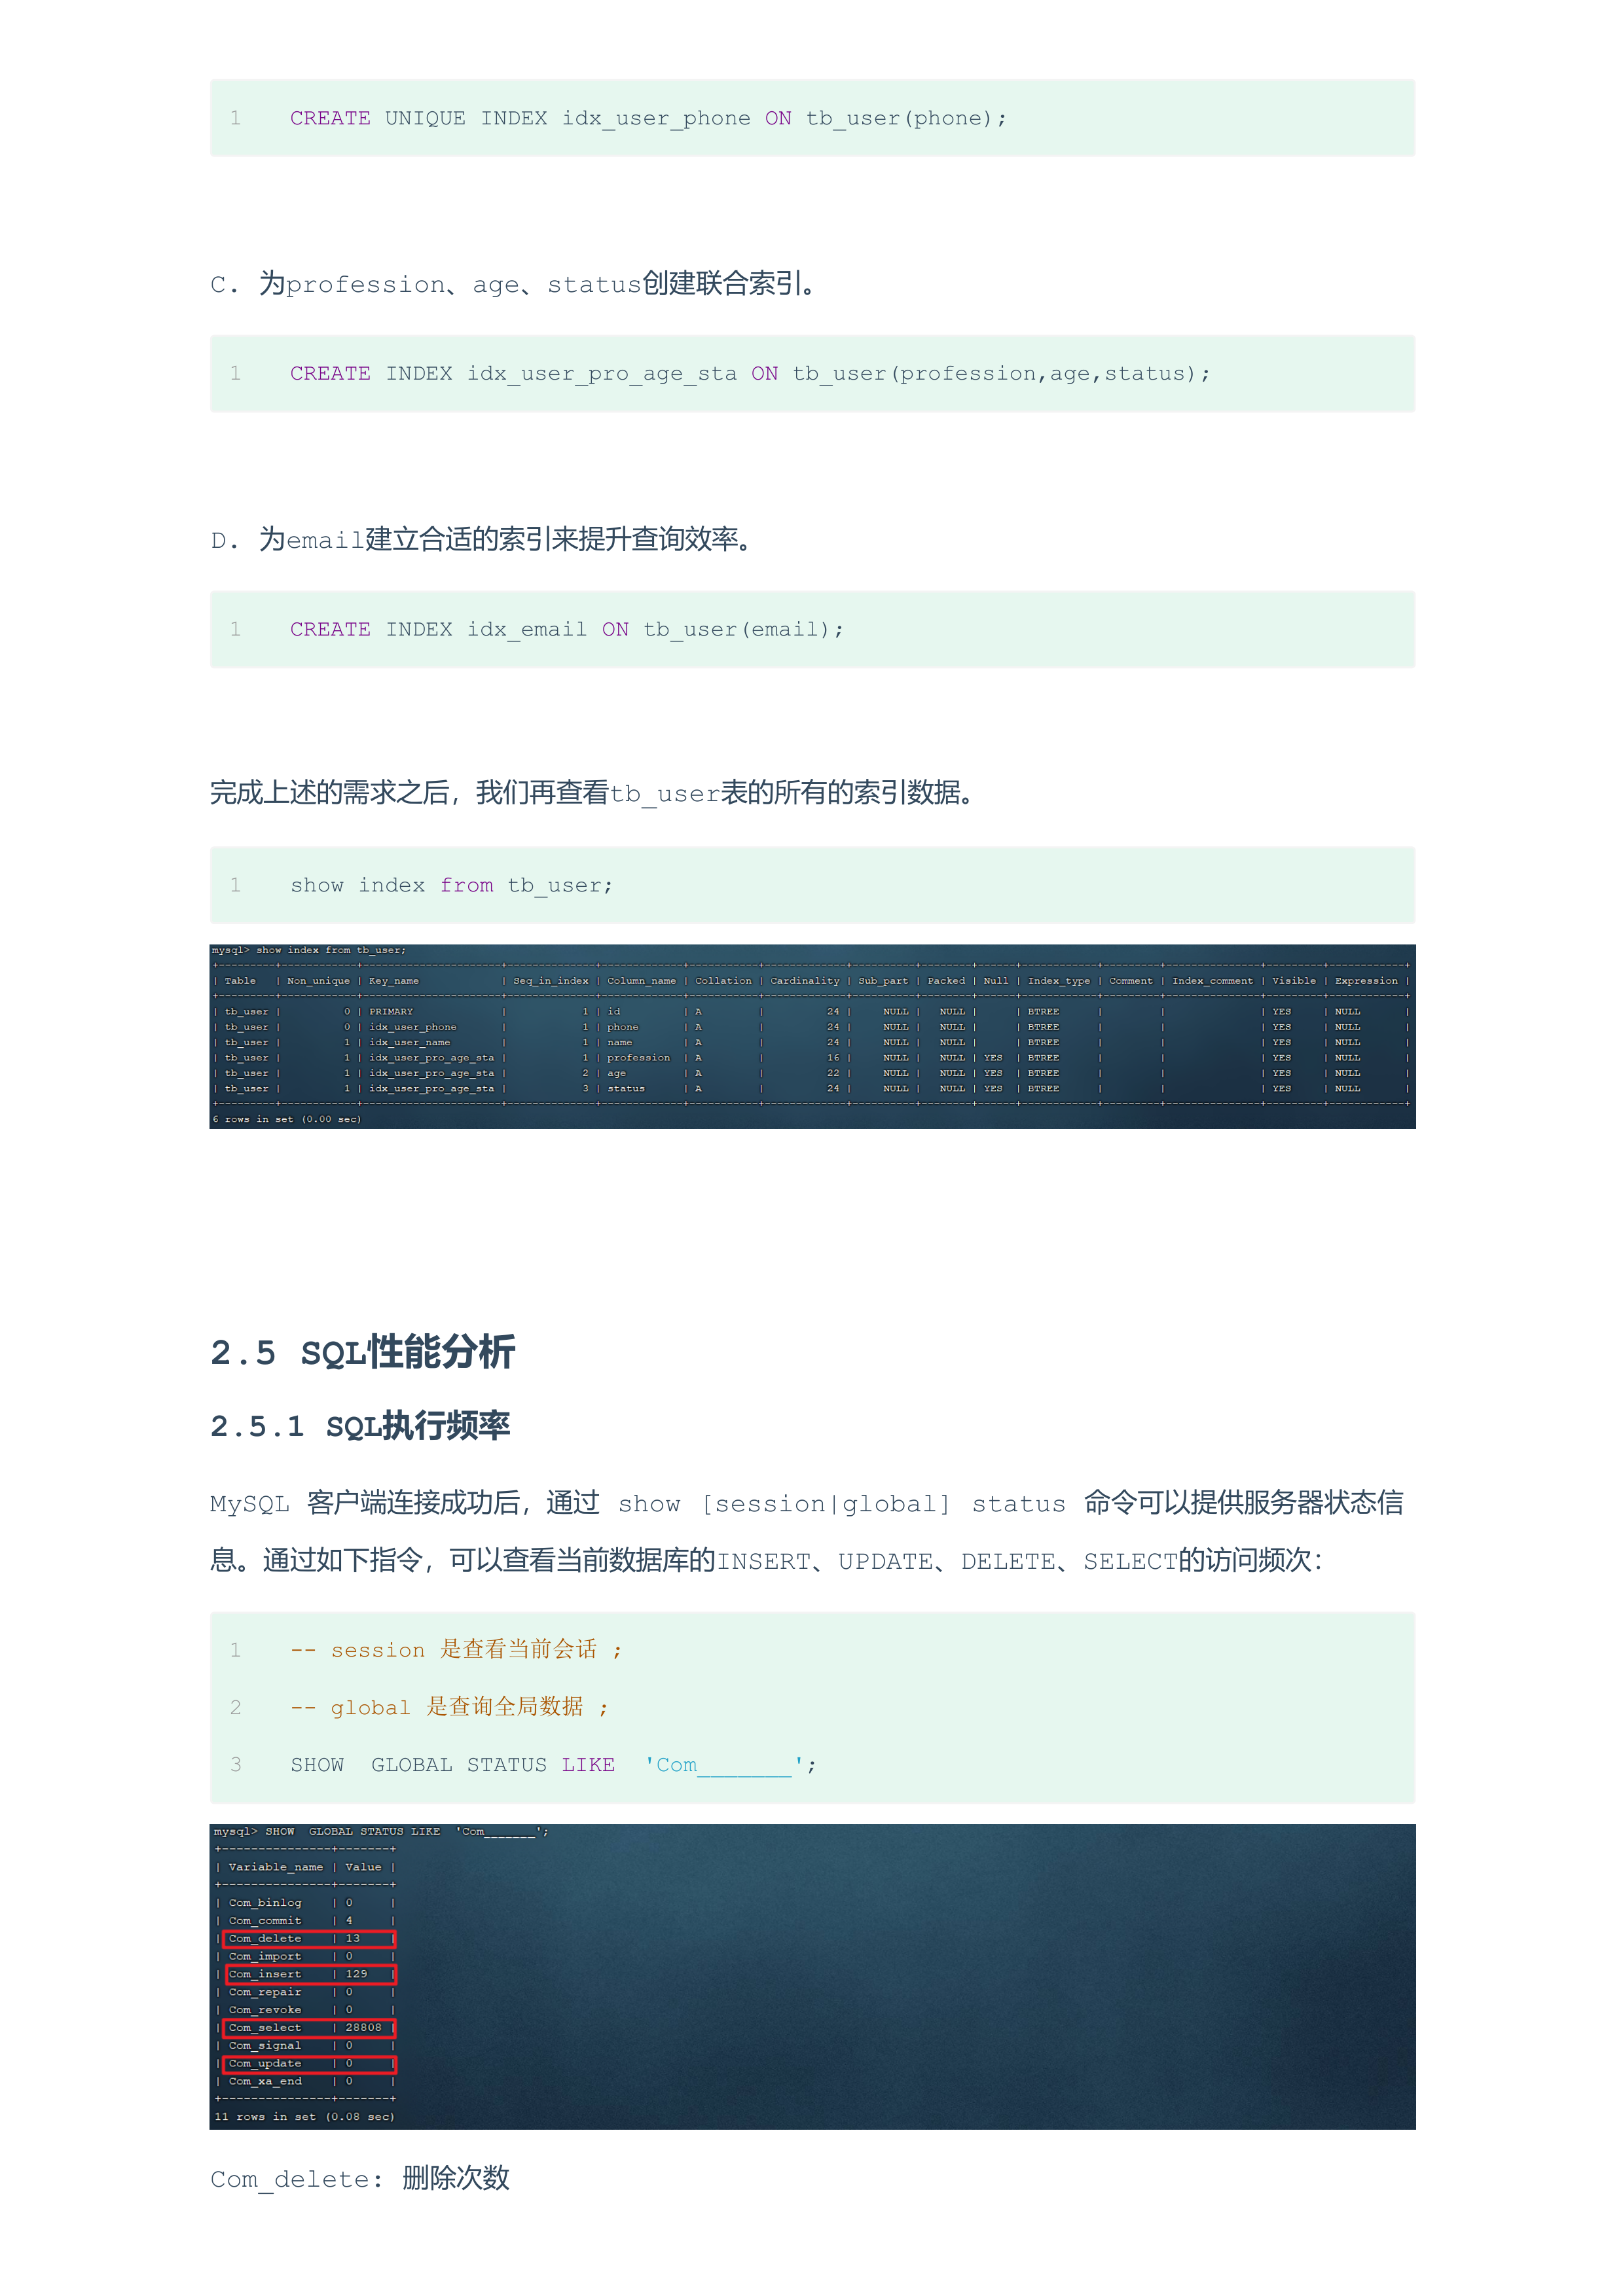 1 CREATE UNIQUE INDEX idx_user_phone ON tb_user(phone);
C. 为profession、age、status创建联合索引。
1 CREATE INDEX idx_user_pro_age_sta ON tb_user(profession,age,status);
D. 为email建立合适的索引来提升查询效率。
1 CREATE INDEX idx_email ON tb_user(email);
完成上述的需求之后，我们再查看tb_user表的所有的索引数据。
1 show index from tb_user;
mysql> show index from tb_user;
+---------+------------+----------------------+--------------+-------------+-----------+-------------+----------+--------+------+------------+---------+---------------+---------+------------+
| Table   | Non_unique | Key_name             | Seq_in_index | Column_name | Collation | Cardinality | Sub_part | Packed | Null | Index_type | Comment | Index_comment | Visible | Expression |
+---------+------------+----------------------+--------------+-------------+-----------+-------------+----------+--------+------+------------+---------+---------------+---------+------------+
| tb_user |          0 | PRIMARY              |            1 | id          | A         |          24 |     NULL |   NULL |      | BTREE      |         |               | YES     | NULL       |
| tb_user |          0 | idx_user_phone       |            1 | phone       | A         |          24 |     NULL |   NULL |      | BTREE      |         |               | YES     | NULL       |
| tb_user |          1 | idx_user_name        |            1 | name        | A         |          24 |     NULL |   NULL |      | BTREE      |         |               | YES     | NULL       |
| tb_user |          1 | idx_user_pro_age_sta |            1 | profession  | A         |          16 |     NULL |   NULL | YES  | BTREE      |         |               | YES     | NULL       |
| tb_user |          1 | idx_user_pro_age_sta |            2 | age         | A         |          22 |     NULL |   NULL | YES  | BTREE      |         |               | YES     | NULL       |
| tb_user |          1 | idx_user_pro_age_sta |            3 | status      | A         |          24 |     NULL |   NULL | YES  | BTREE      |         |               | YES     | NULL       |
+---------+------------+----------------------+--------------+-------------+-----------+-------------+----------+--------+------+------------+---------+---------------+---------+------------+
6 rows in set (0.00 sec)
2.5 SQL性能分析
2.5.1 SQL执行频率
MySQL 客户端连接成功后，通过 show [session|global] status 命令可以提供服务器状态信
息。通过如下指令，可以查看当前数据库的INSERT、UPDATE、DELETE、SELECT的访问频次：
1 -- session 是查看当前会话 ;
2 -- global 是查询全局数据 ;
3 SHOW  GLOBAL STATUS LIKE  'Com_______';
mysql> SHOW  GLOBAL STATUS LIKE  'Com_______';
+---------------+-------+
| Variable_name | Value |
+---------------+-------+
| Com_binlog    | 0     |
| Com_commit    | 4     |
| Com_delete    | 13    |
| Com_import    | 0     |
| Com_insert    | 129   |
| Com_repair    | 0     |
| Com_revoke    | 0     |
| Com_select    | 28808 |
| Com_signal    | 0     |
| Com_update    | 0     |
| Com_xa_end    | 0     |
+---------------+-------+
11 rows in set (0.08 sec)
Com_delete: 删除次数